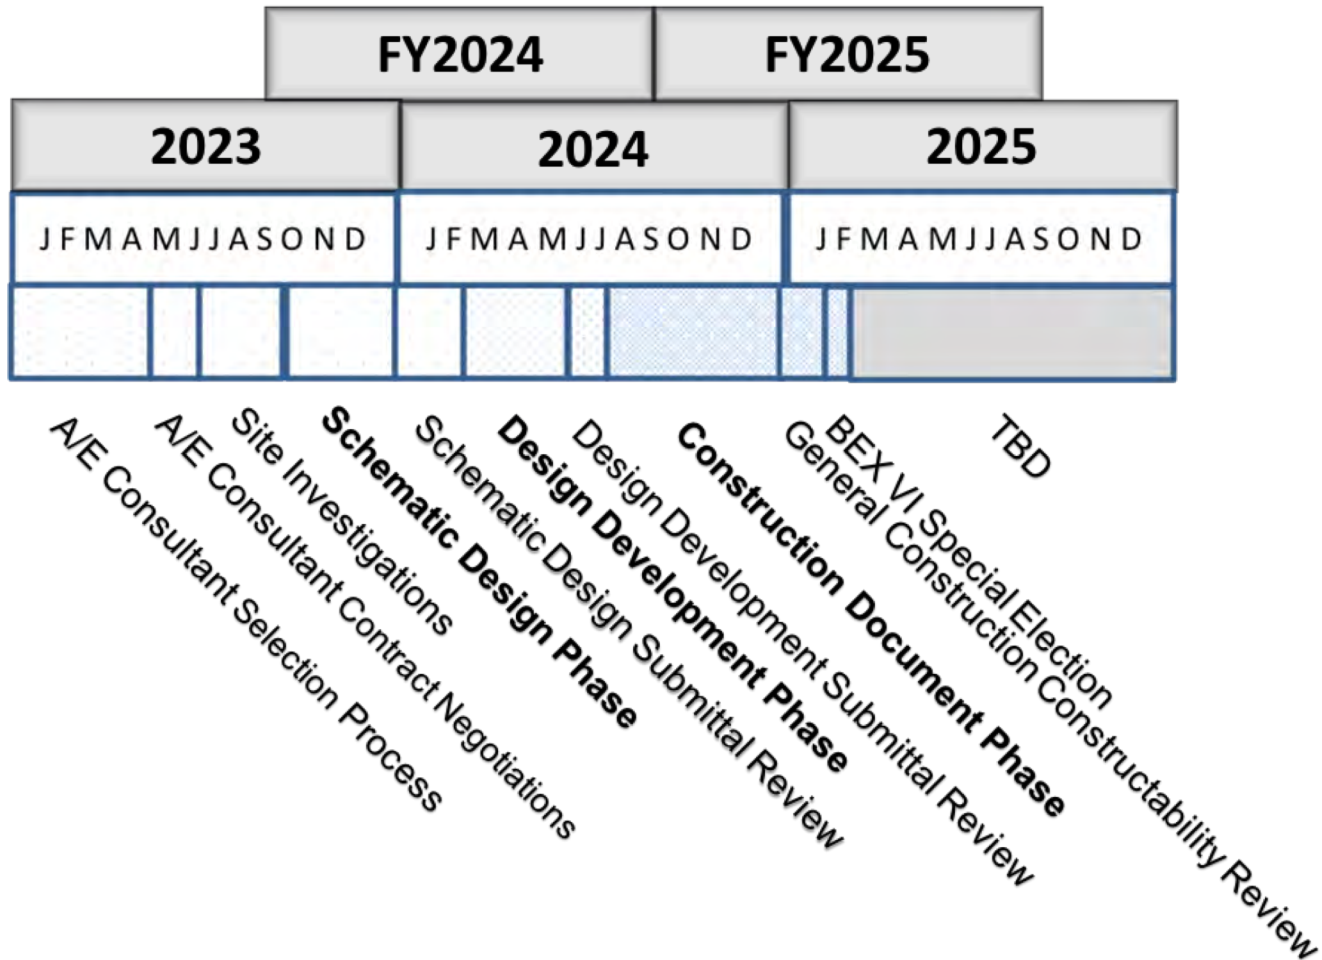 FY2024 FY2025
2023 2024 2025
J F M A M J J A S O N D J F M A M J J A S O N D J F M A M J J A S O N D
A/E Consultant Selection Process
A/E Consultant Contract Negotiations
Site Investigations
Schematic Design Phase
Schematic Design Submittal Review
Design Development Phase
Design Development Submittal Review
Construction Document Phase
General Construction Constructability Review
BEX VI Special Election
TBD